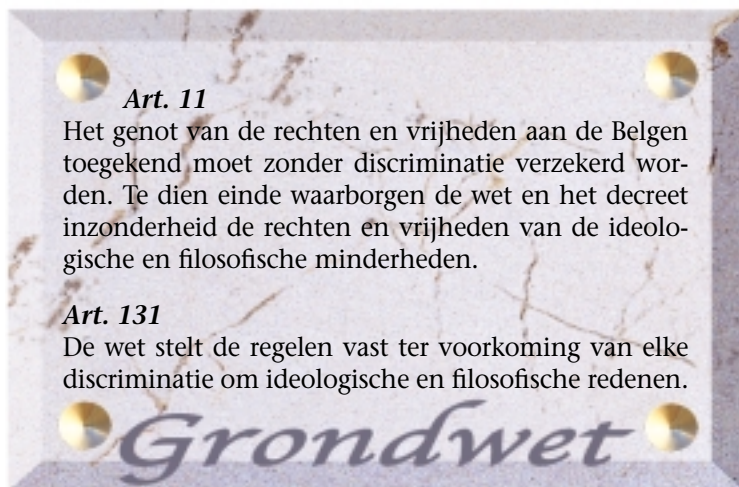 Art. 11
Het genot van de rechten en vrijheden aan de Belgen
toegekend moet zonder discriminatie verzekerd wor-
den. Te dien einde waarborgen de wet en het decreet
inzonderheid de rechten en vrijheden van de ideolo-
gische en filosofische minderheden.
Art. 131
De wet stelt de regelen vast ter voorkoming van elke
discriminatie om ideologische en filosofische redenen.
Grondwet